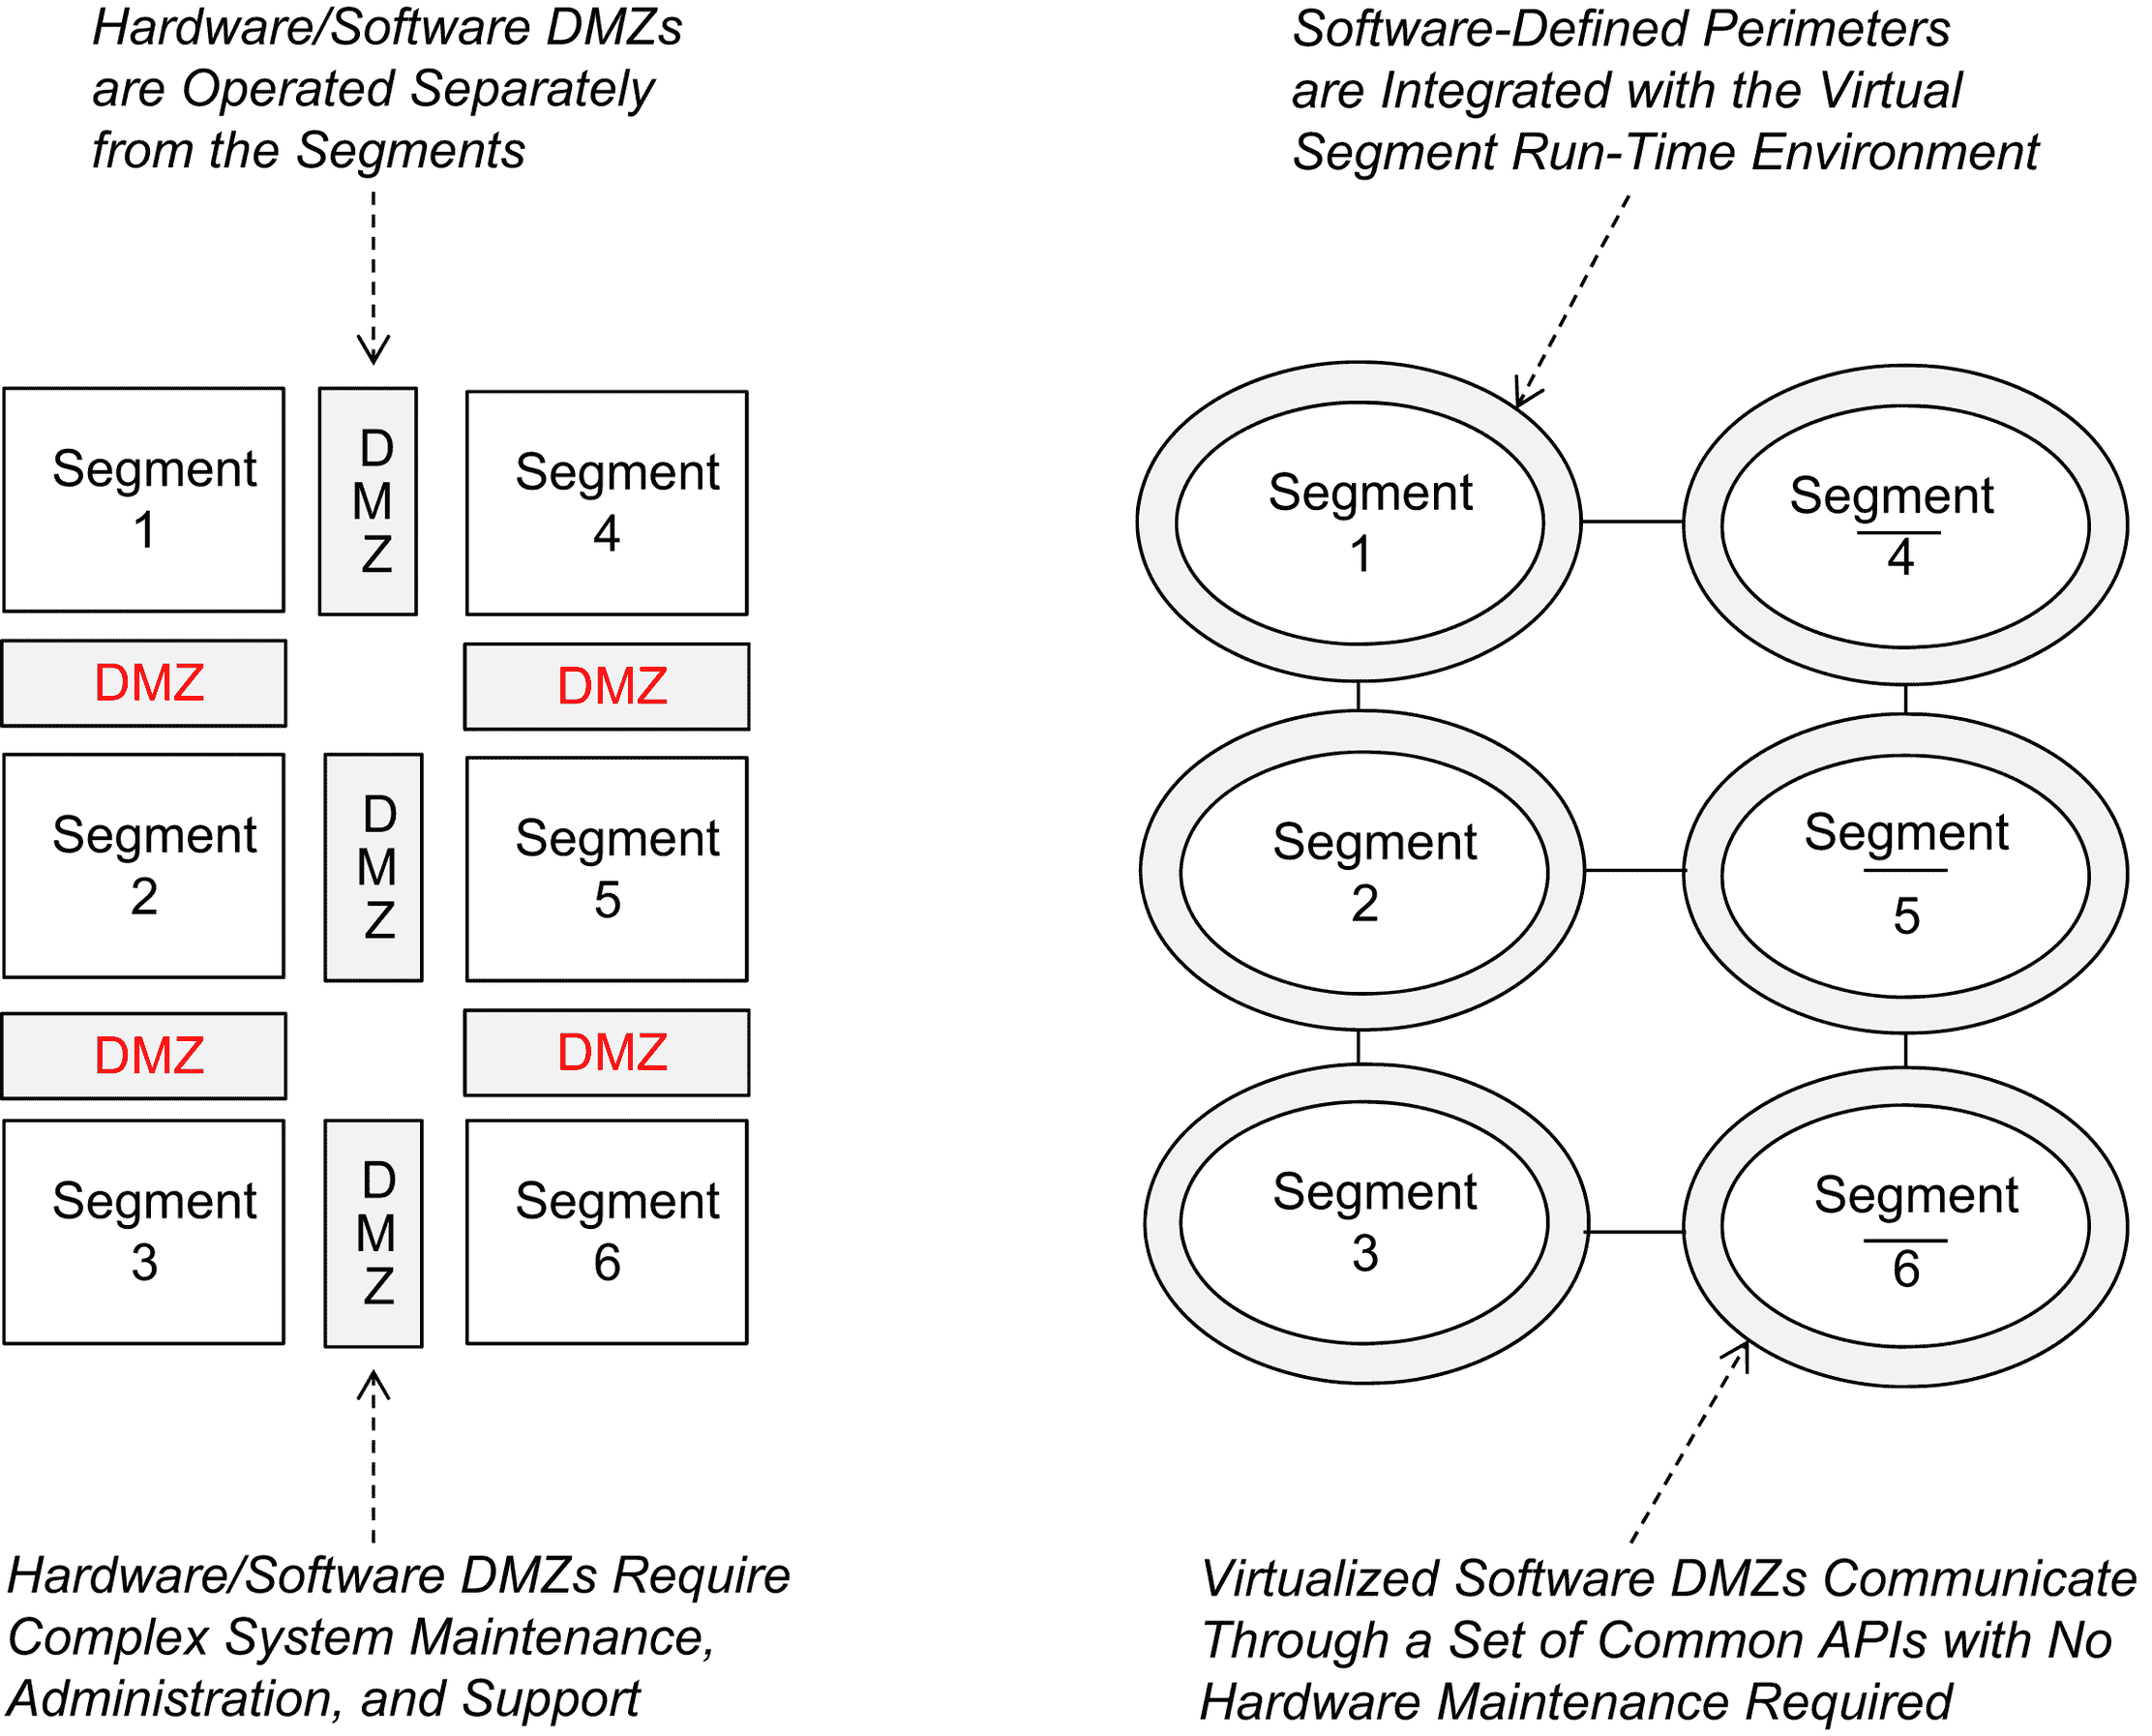 Hardware/Software DMZs
are Operated Separately
from the Segments
Segment
1
D
M
Z
Segment
4
DMZ
DMZ
Segment
2
D
M
Z
Segment
5
DMZ
DMZ
Segment
3
D
M
Z
Segment
6
Hardware/Software DMZs Require
Complex System Maintenance,
Administration, and Support
Software-Defined Perimeters
are Integrated with the Virtual
Segment Run-Time Environment
Segment
1
Segment
4
Segment
2
Segment
5
Segment
3
Segment
6
Virtualized Software DMZs Communicate
Through a Set of Common APIs with No
Hardware Maintenance Required